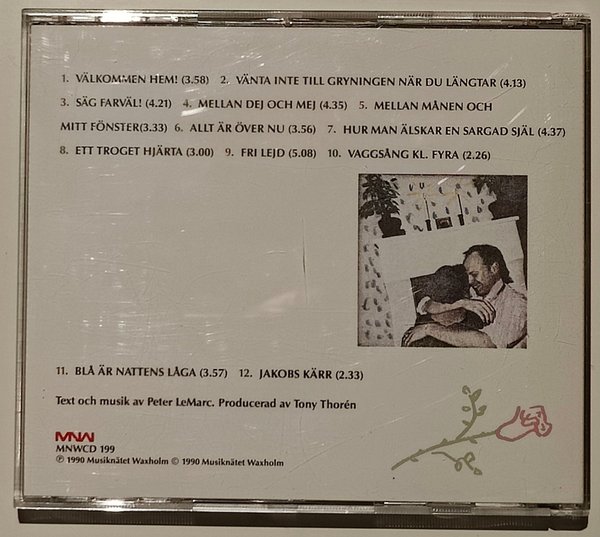 1. VÄLKOMMEN HEM! (3.58) 2. VÄNTA INTE TILL GRYNINGEN NÄR DU LÄNGTAR (4.13)
3. SÄG FARVÄL! (4.21) 4. MELLAN DEJ OCH MEJ (4.35) 5. MELLAN MÅNEN OCH
MITT FÖNSTER(3.33) 6. ALLT ÄR ÖVER NU (3.56) 7. HUR MAN ÄLSKAR EN SARGAD SJÄL (4.37)
8. ETT TROGET HJÄRTA (3.00) 9. FRI LEJD (5.08) 10. VAGGSÅNG KL. FYRA (2.26)
11. BLÅ ÄR NATTENS LÅGA (3.57) 12. JAKOBS KÄRR (2.33)
Text och musik av Peter LeMarc. Producerad av Tony Thorén
MNW
MNWCD 199
℗ 1990 Musiknätet Waxholm © 1990 Musiknätet Waxholm